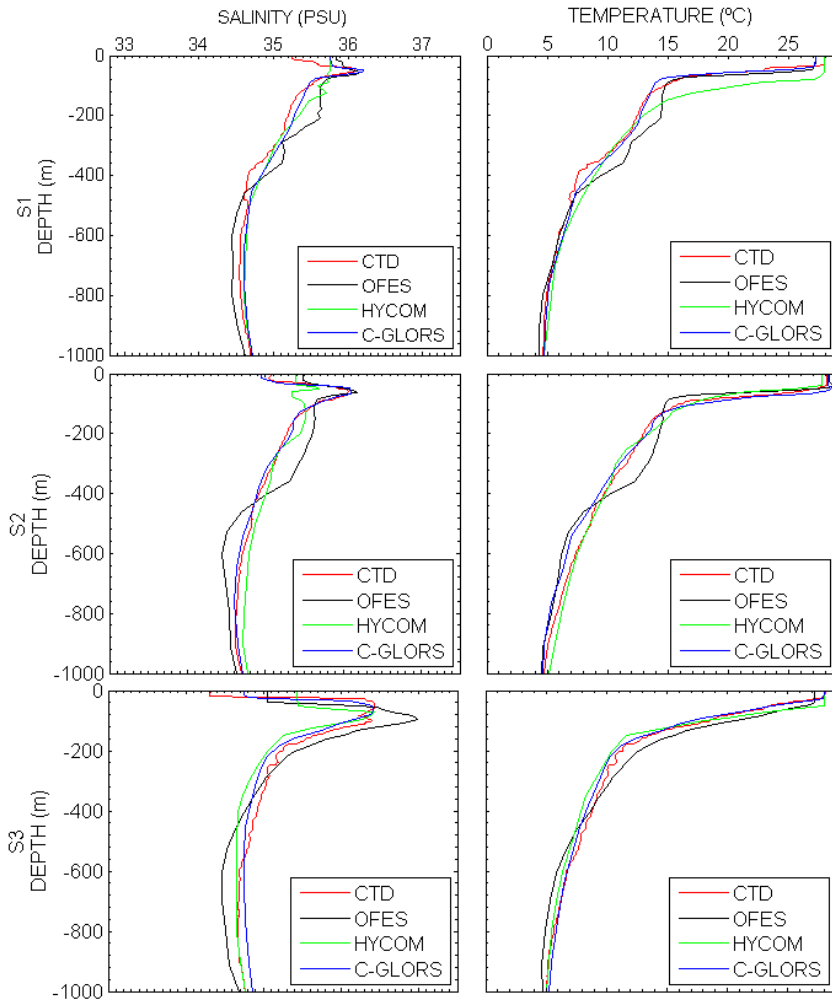 SALINITY (PSU)
TEMPERATURE (ºC)
33 34 35 36 37
0 5 10 15 20 25
0
-200
-400
-600
-800
-1000
S1
DEPTH (m)
CTD
OFES
HYCOM
C-GLORS
CTD
OFES
HYCOM
C-GLORS
0
-200
-400
-600
-800
-1000
S2
DEPTH (m)
CTD
OFES
HYCOM
C-GLORS
CTD
OFES
HYCOM
C-GLORS
0
-200
-400
-600
-800
-1000
S3
DEPTH (m)
CTD
OFES
HYCOM
C-GLORS
CTD
OFES
HYCOM
C-GLORS